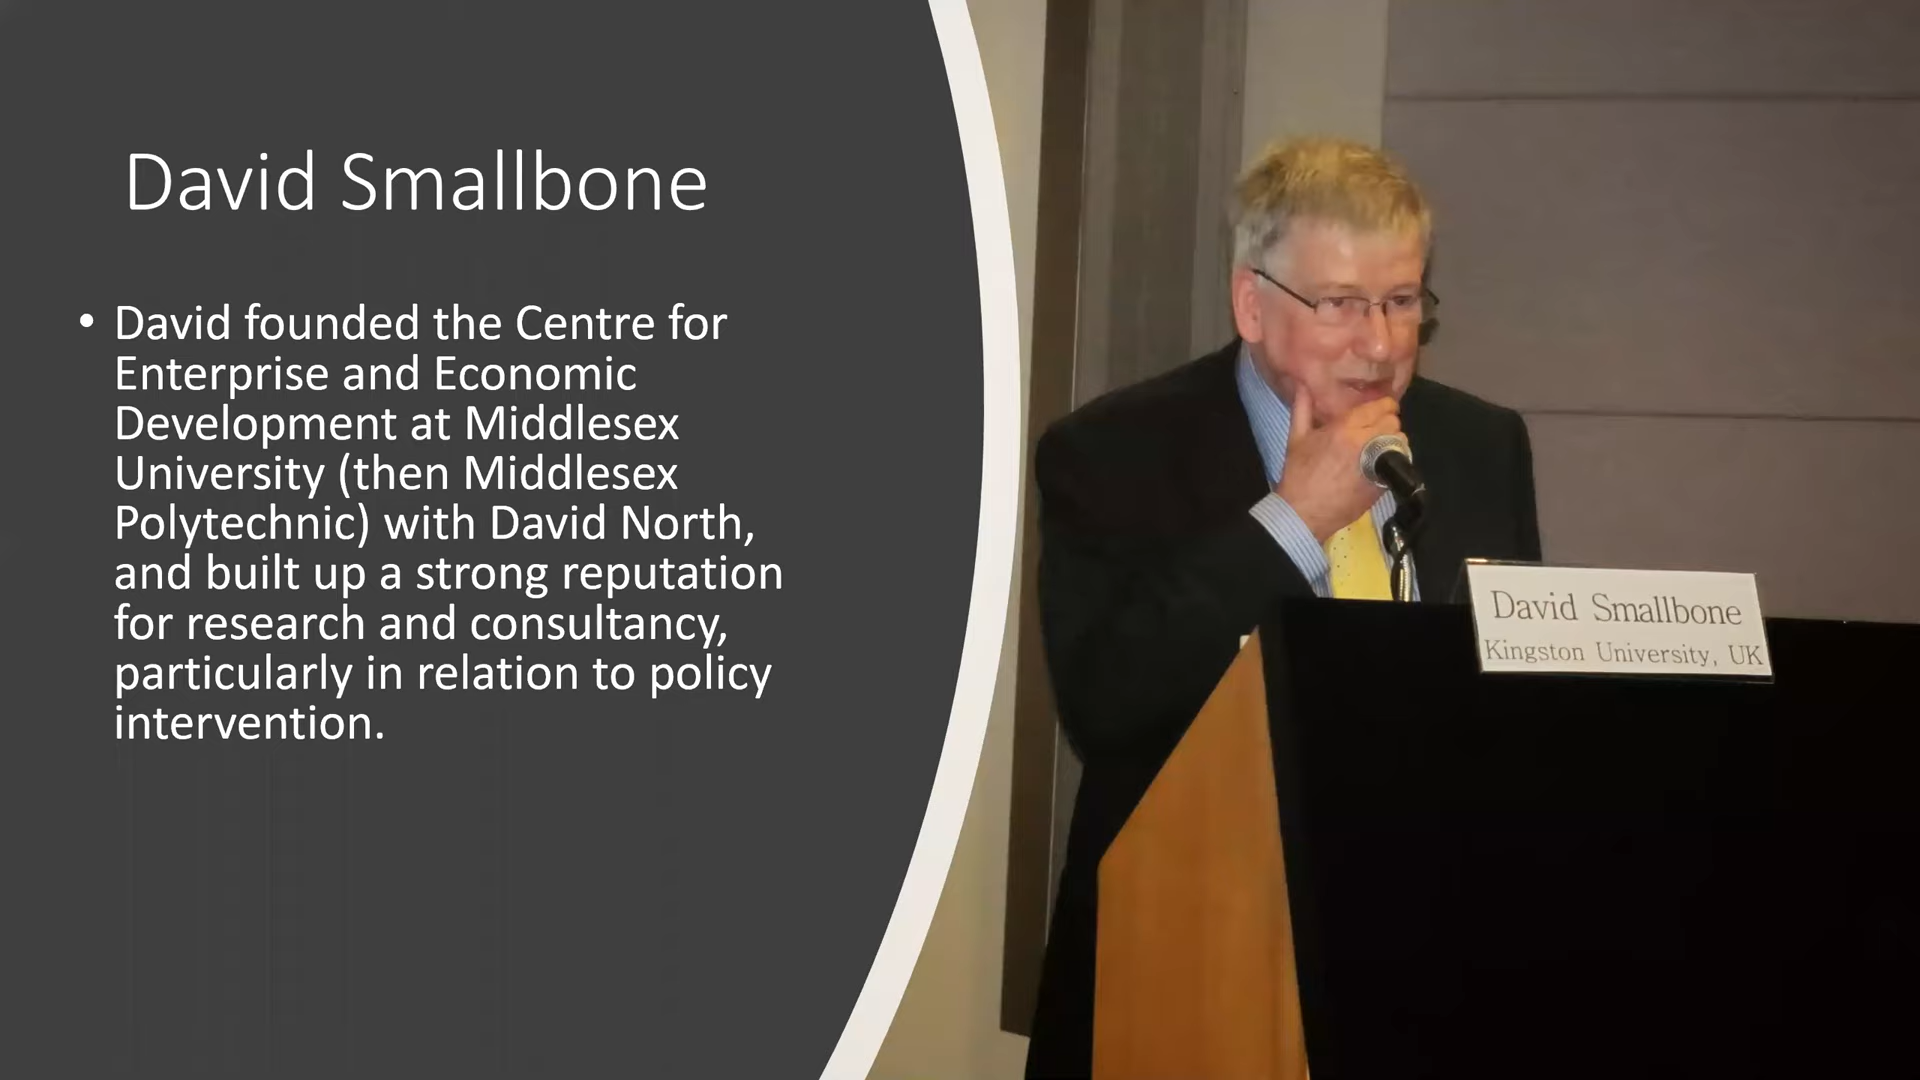 David Smallbone
• David founded the Centre for
Enterprise and Economic
Development at Middlesex
University (then Middlesex
Polytechnic) with David North,
and built up a strong reputation
for research and consultancy,
particularly in relation to policy
intervention.
David Smallbone
Kingston University, UK